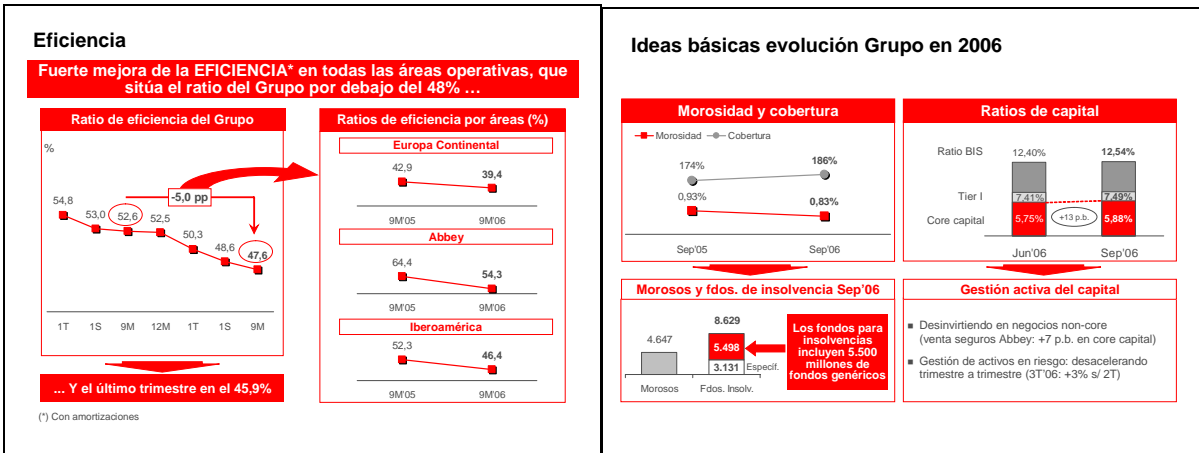 Eficiencia
Fuerte mejora de la EFICIENCIA* en todas las áreas operativas, que
sitúa el ratio del Grupo por debajo del 48% …
Ratio de eficiencia del Grupo
%
54,8
53,0
52,6
52,5
50,3
48,6
47,6
-5,0 pp
1T 1S 9M 12M 1T 1S 9M
... Y el último trimestre en el 45,9%
(*) Con amortizaciones
Ratios de eficiencia por áreas (%)
Europa Continental
42,9
39,4
9M'05 9M'06
Abbey
64,4
54,3
9M'05 9M'06
Iberoamérica
52,3
46,4
9M'05 9M'06
Ideas básicas evolución Grupo en 2006
Morosidad y cobertura
Morosidad Cobertura
174%
186%
0,93%
0,83%
Sep'05 Sep'06
Ratios de capital
Ratio BIS 12,40% 12,54%
Tier I 7,41% 7,49%
Core capital 5,75% +13 p.b. 5,88%
Jun'06 Sep'06
Morosos y fdos. de insolvencia Sep'06
4.647
8.629
5.498
3.131 Específ.
Morosos Fdos. Insolv.
Los fondos para
insolvencias
incluyen 5.500
millones de
fondos genéricos
Gestión activa del capital
■ Desinvirtiendo en negocios non-core
(venta seguros Abbey: +7 p.b. en core capital)
■ Gestión de activos en riesgo: desacelerando
trimestre a trimestre (3T'06: +3% s/ 2T)